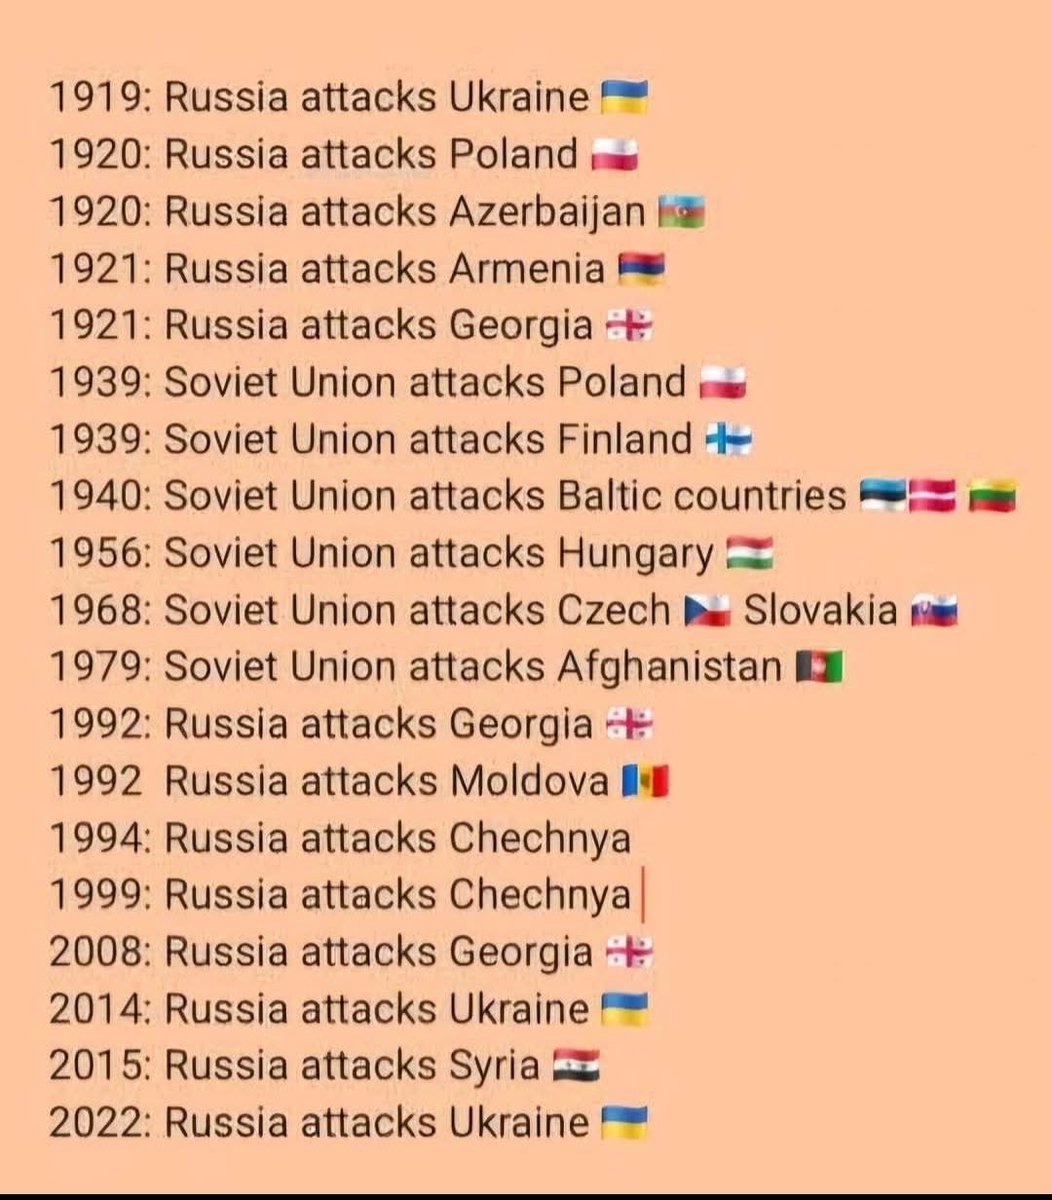 1919: Russia attacks Ukraine 🇺🇦
1920: Russia attacks Poland 🇵🇱
1920: Russia attacks Azerbaijan 🇦🇿
1921: Russia attacks Armenia 🇦🇲
1921: Russia attacks Georgia 🇬🇪
1939: Soviet Union attacks Poland 🇵🇱
1939: Soviet Union attacks Finland 🇫🇮
1940: Soviet Union attacks Baltic countries 🇪🇪🇱🇻 🇱🇹
1956: Soviet Union attacks Hungary 🇭🇺
1968: Soviet Union attacks Czech 🇨🇿 Slovakia 🇸🇰
1979: Soviet Union attacks Afghanistan 🇦🇫
1992: Russia attacks Georgia 🇬🇪
1992 Russia attacks Moldova 🇲🇩
1994: Russia attacks Chechnya
1999: Russia attacks Chechnya
2008: Russia attacks Georgia 🇬🇪
2014: Russia attacks Ukraine 🇺🇦
2015: Russia attacks Syria 🇸🇾
2022: Russia attacks Ukraine 🇺🇦